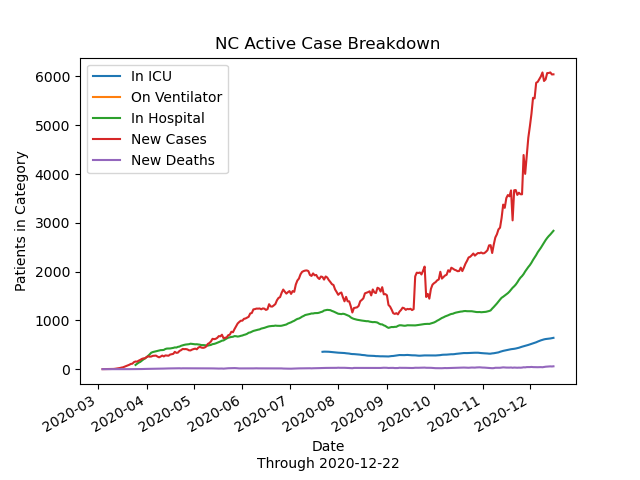 NC Active Case Breakdown
In ICU
On Ventilator
In Hospital
New Cases
New Deaths
Patients in Category
6000
5000
4000
3000
2000
1000
0
2020-03
2020-04
2020-05
2020-06
2020-07
2020-08
2020-09
2020-10
2020-11
2020-12
Date
Through 2020-12-22